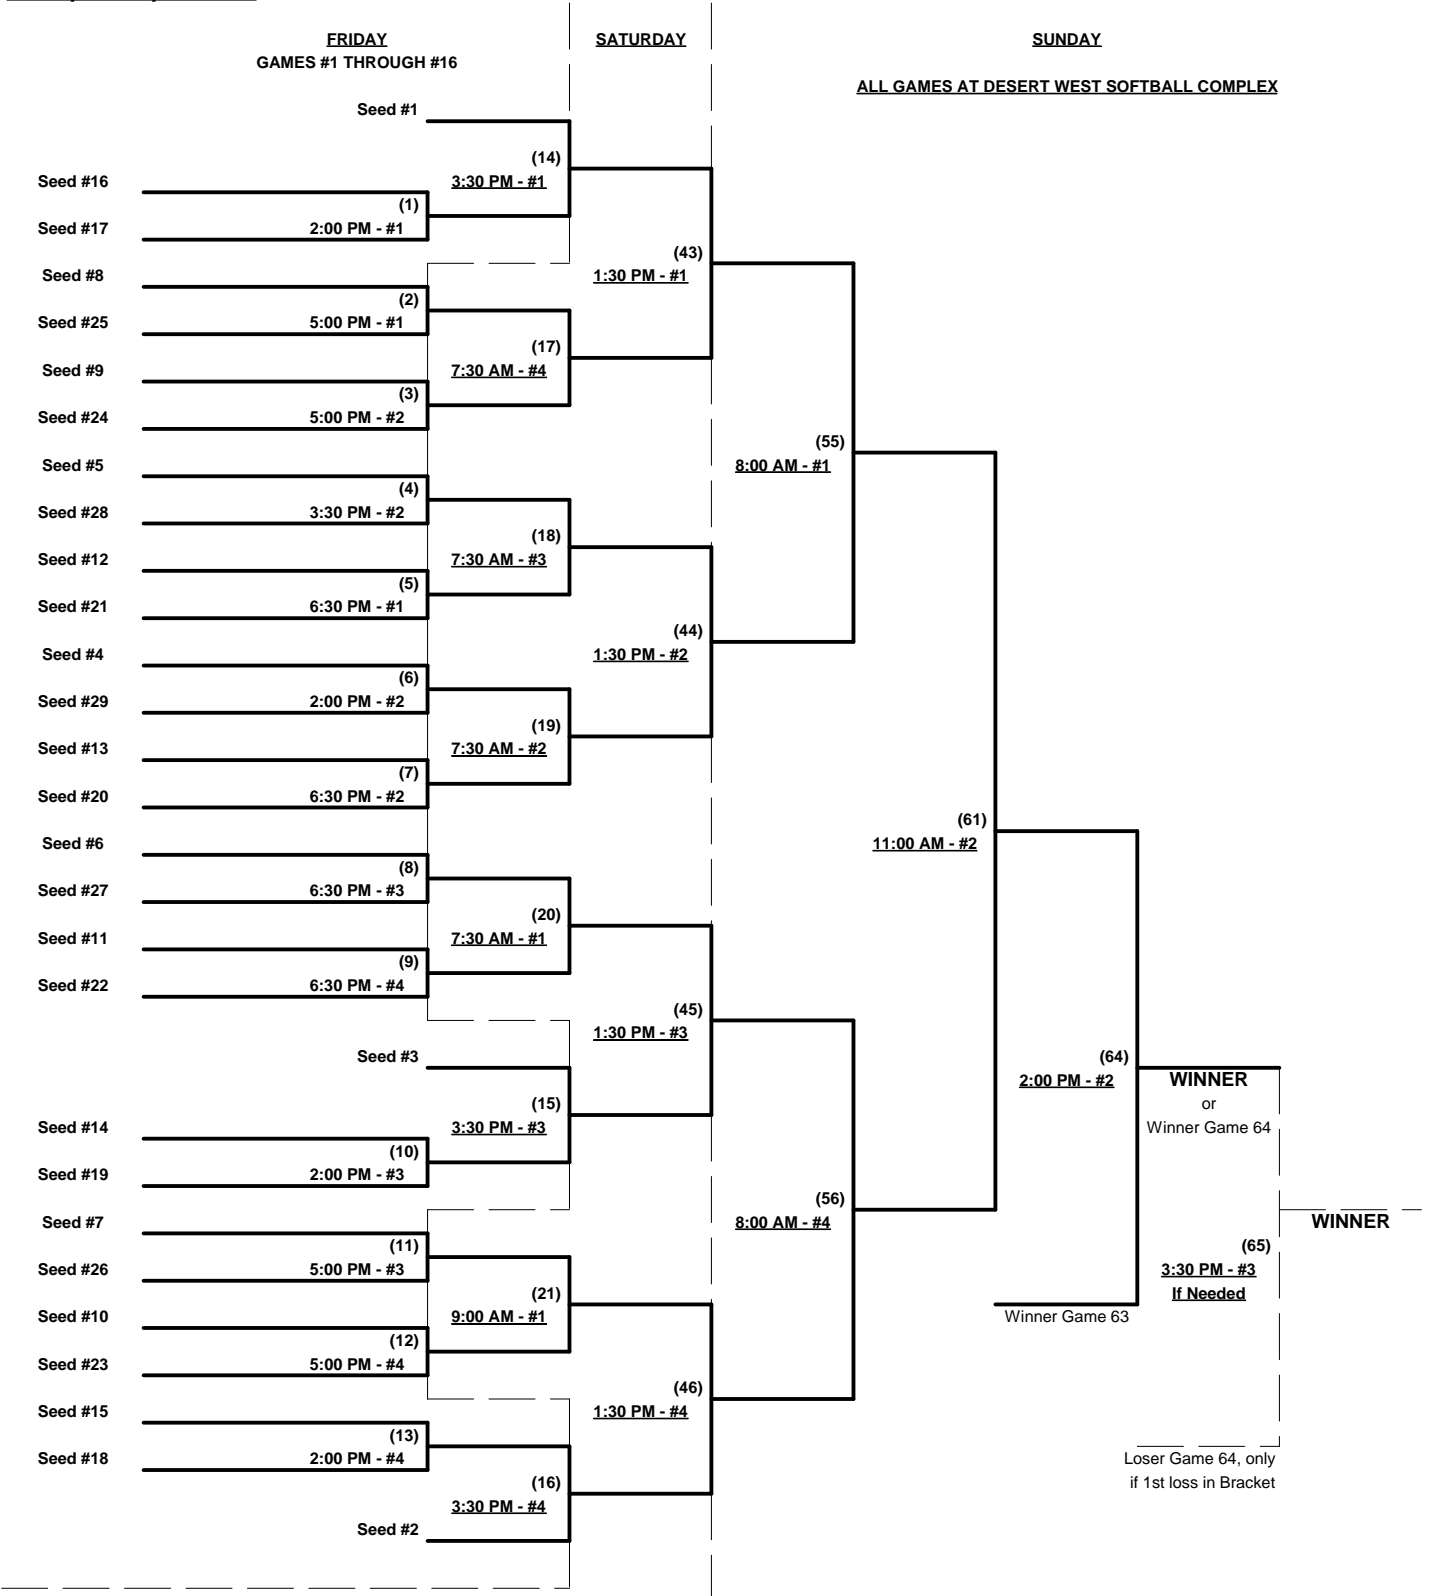 FRIDAY
SATURDAY
SUNDAY
GAMES #1 THROUGH #16
ALL GAMES AT DESERT WEST SOFTBALL COMPLEX
Seed #1
(14)
Seed #16
3:30 PM - #1
(1)
Seed #17
2:00 PM - #1
(43)
Seed #8
1:30 PM - #1
(2)
Seed #25
5:00 PM - #1
(17)
Seed #9
7:30 AM - #4
(3)
Seed #24
5:00 PM - #2
(55)
Seed #5
8:00 AM - #1
(4)
Seed #28
3:30 PM - #2
(18)
Seed #12
7:30 AM - #3
(5)
Seed #21
6:30 PM - #1
(44)
Seed #4
1:30 PM - #2
(6)
Seed #29
2:00 PM - #2
(19)
Seed #13
7:30 AM - #2
(7)
Seed #20
6:30 PM - #2
(61)
Seed #6
11:00 AM - #2
(8)
Seed #27
6:30 PM - #3
(20)
Seed #11
7:30 AM - #1
(9)
Seed #22
6:30 PM - #4
(45)
1:30 PM - #3
Seed #3
(64)
2:00 PM - #2
WINNER
(15)
or
Seed #14
3:30 PM - #3
Winner Game 64
(10)
Seed #19
2:00 PM - #3
(56)
Seed #7
8:00 AM - #4
WINNER
(11)
(65)
Seed #26
5:00 PM - #3
3:30 PM - #3
(21)
If Needed
Seed #10
9:00 AM - #1
Winner Game 63
(12)
Seed #23
5:00 PM - #4
(46)
Seed #15
1:30 PM - #4
(13)
Seed #18
2:00 PM - #4
Loser Game 64, only
(16)
if 1st loss in Bracket
3:30 PM - #4
Seed #2